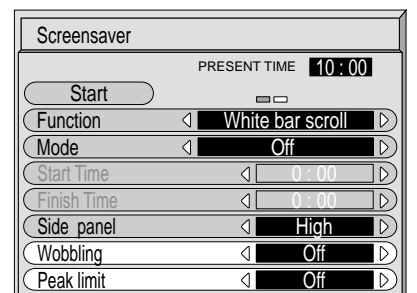 Screensaver
PRESENT TIME 10 : 00
Start
Function White bar scroll
Mode Off
Start Time 0 : 00
Finish Time 0 : 00
Side panel High
Wobbling Off
Peak limit Off